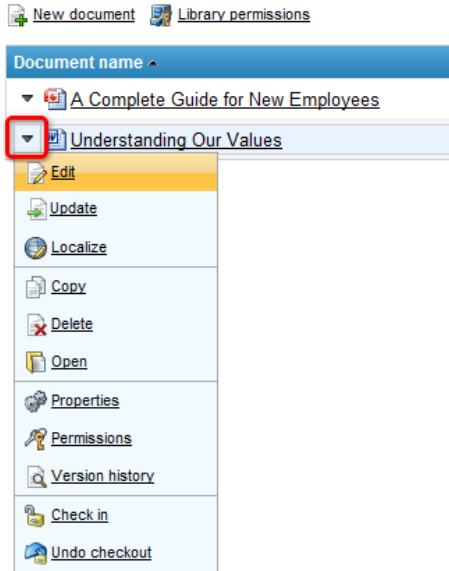 New document Library permissions
Document name
A Complete Guide for New Employees
Understanding Our Values
Edit
Update
Localize
Copy
Delete
Open
Properties
Permissions
Version history
Check in
Undo checkout